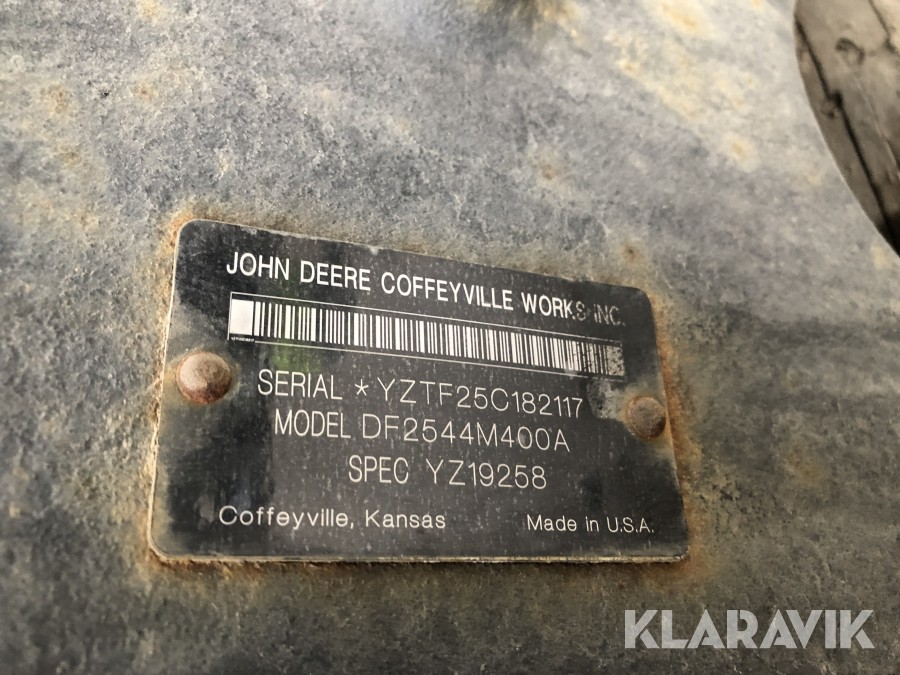 JOHN DEERE COFFEYVILLE WORKS INC.
SERIAL * YZTF25C182117
MODEL DF2544M400A
SPEC YZ19258
Coffeyville, Kansas Made in U.S.A.
KLARAVIK